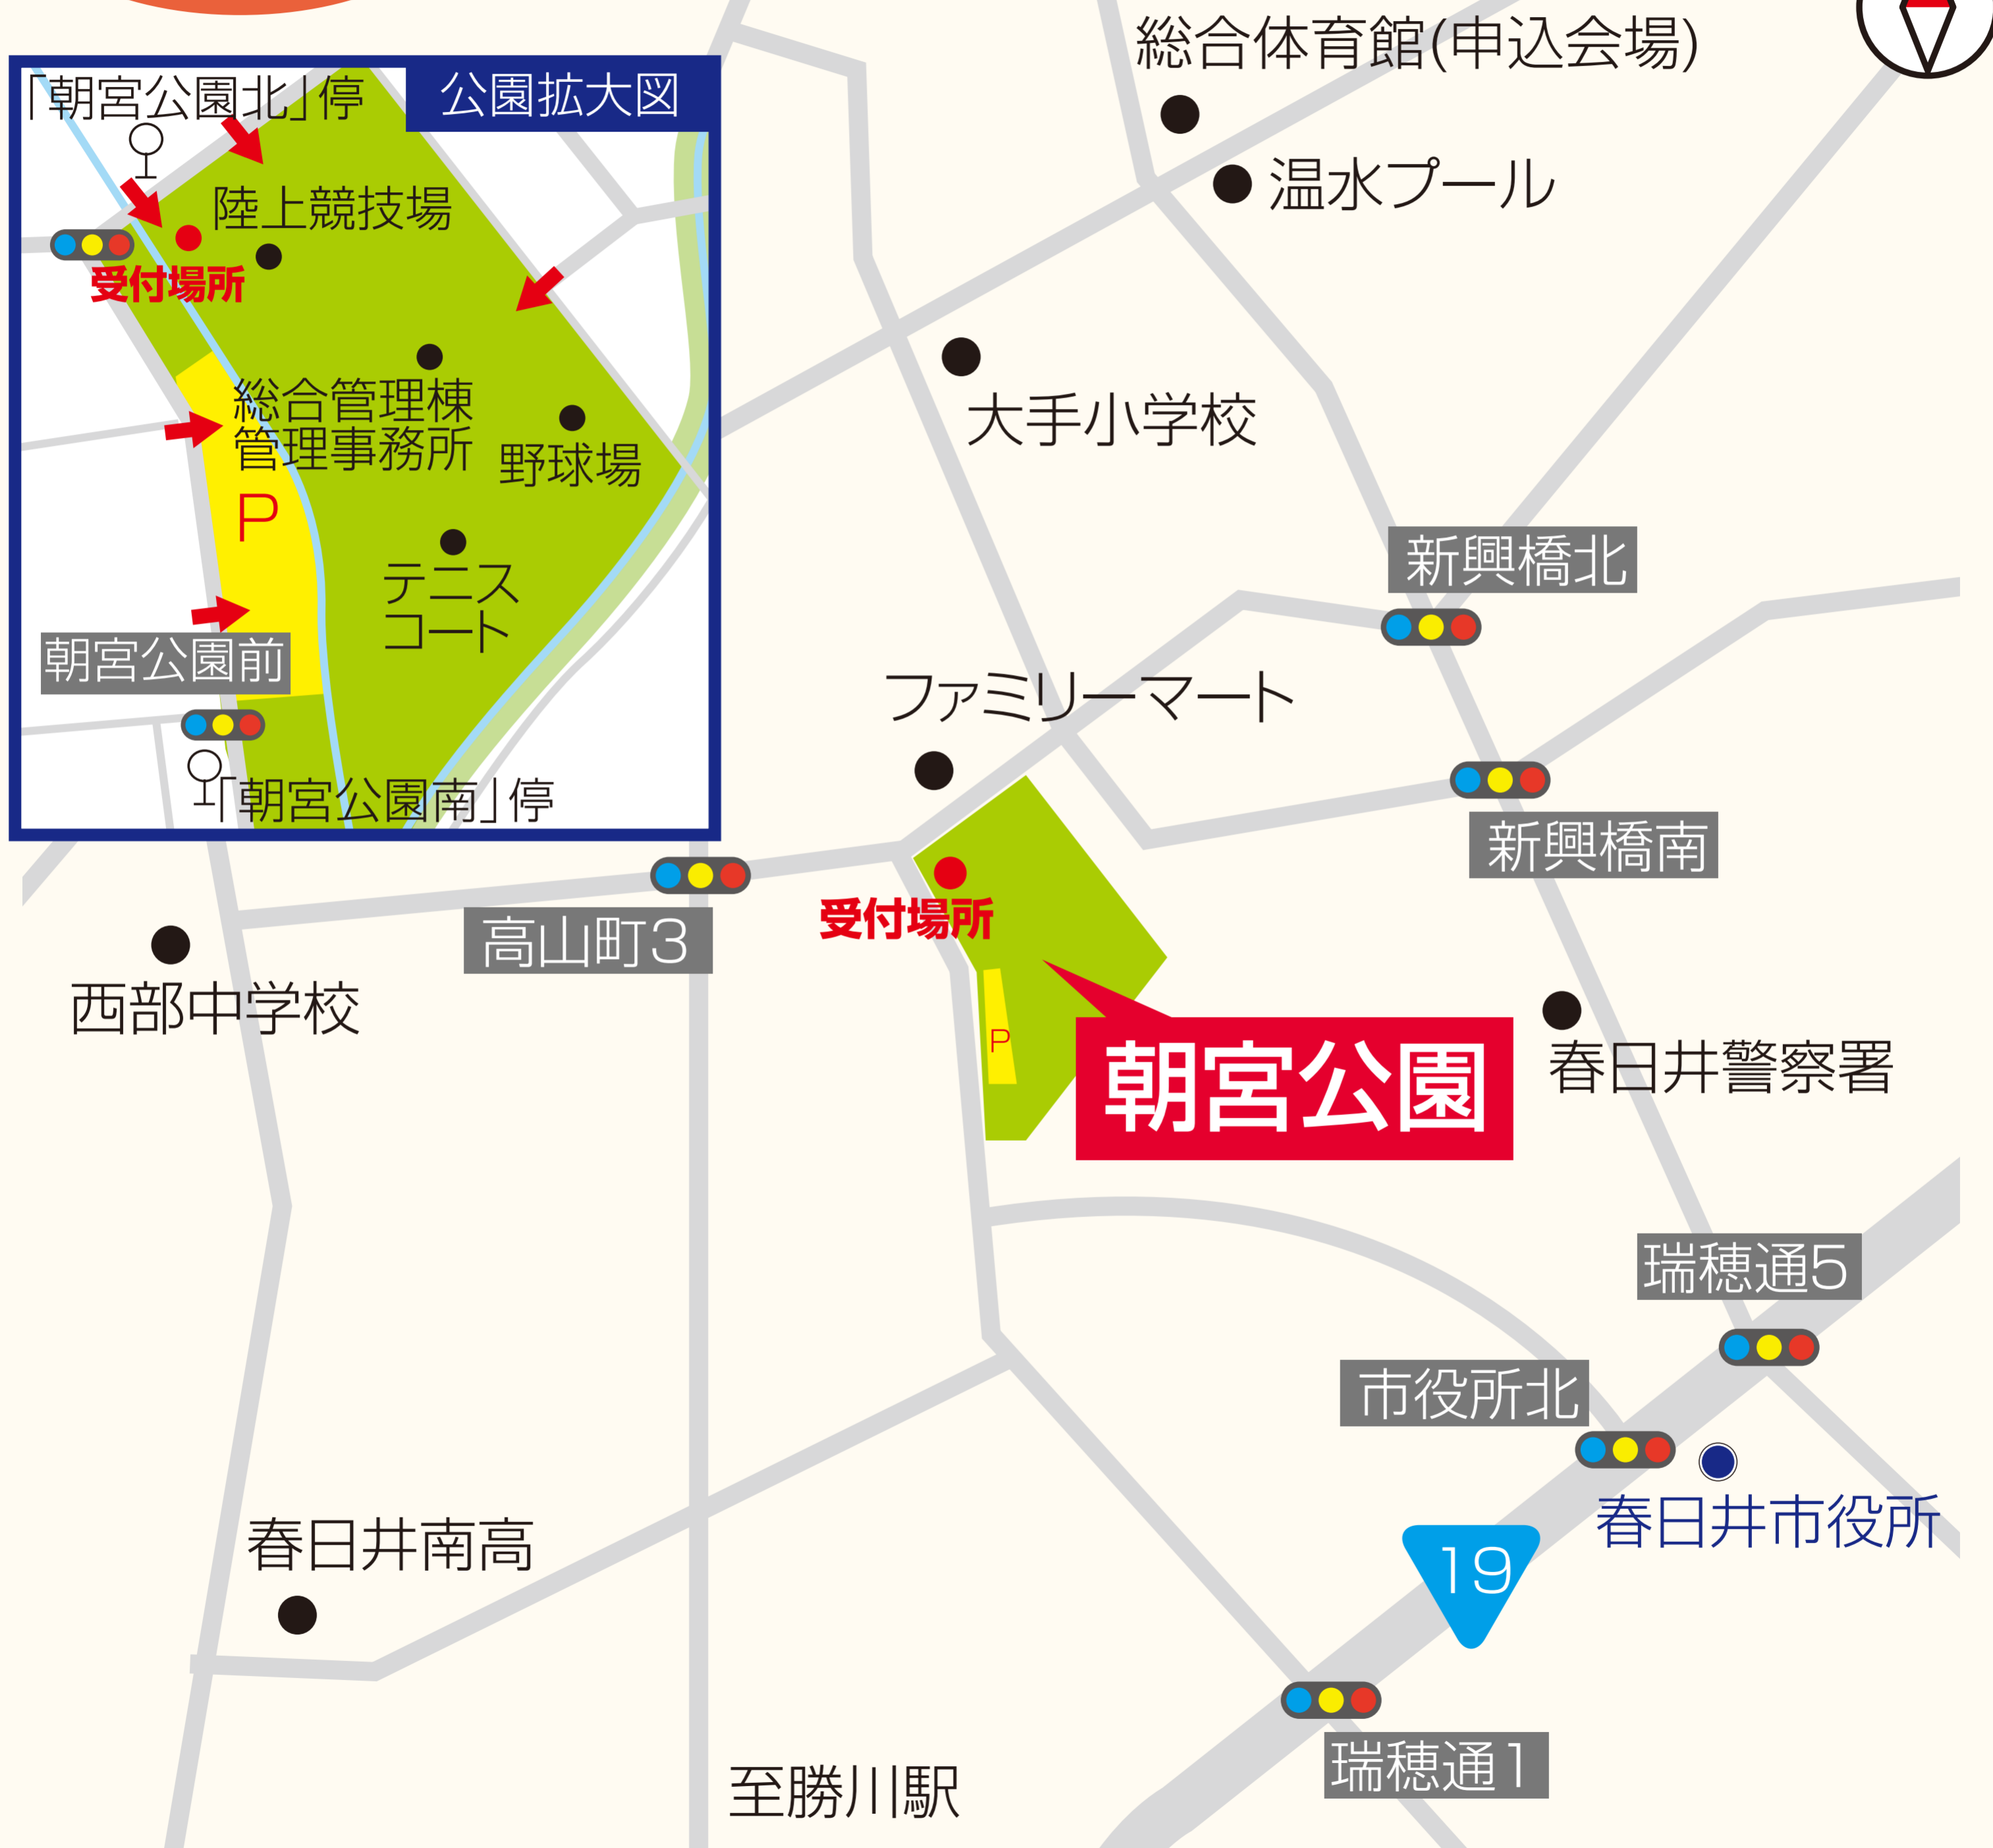 公園拡大図
「朝宮公園北」停
陸上競技場
受付場所
総合管理棟
管理事務所
野球場
P
テニス
コート
朝宮公園前
「朝宮公園南」停
総合体育館(申込会場)
温水プール
大手小学校
新興橋北
ファミリーマート
新興橋南
高山町3
受付場所
西部中学校
P
朝宮公園
春日井警察署
瑞穂通5
市役所北
春日井市役所
春日井南高
19
瑞穂通1
至勝川駅